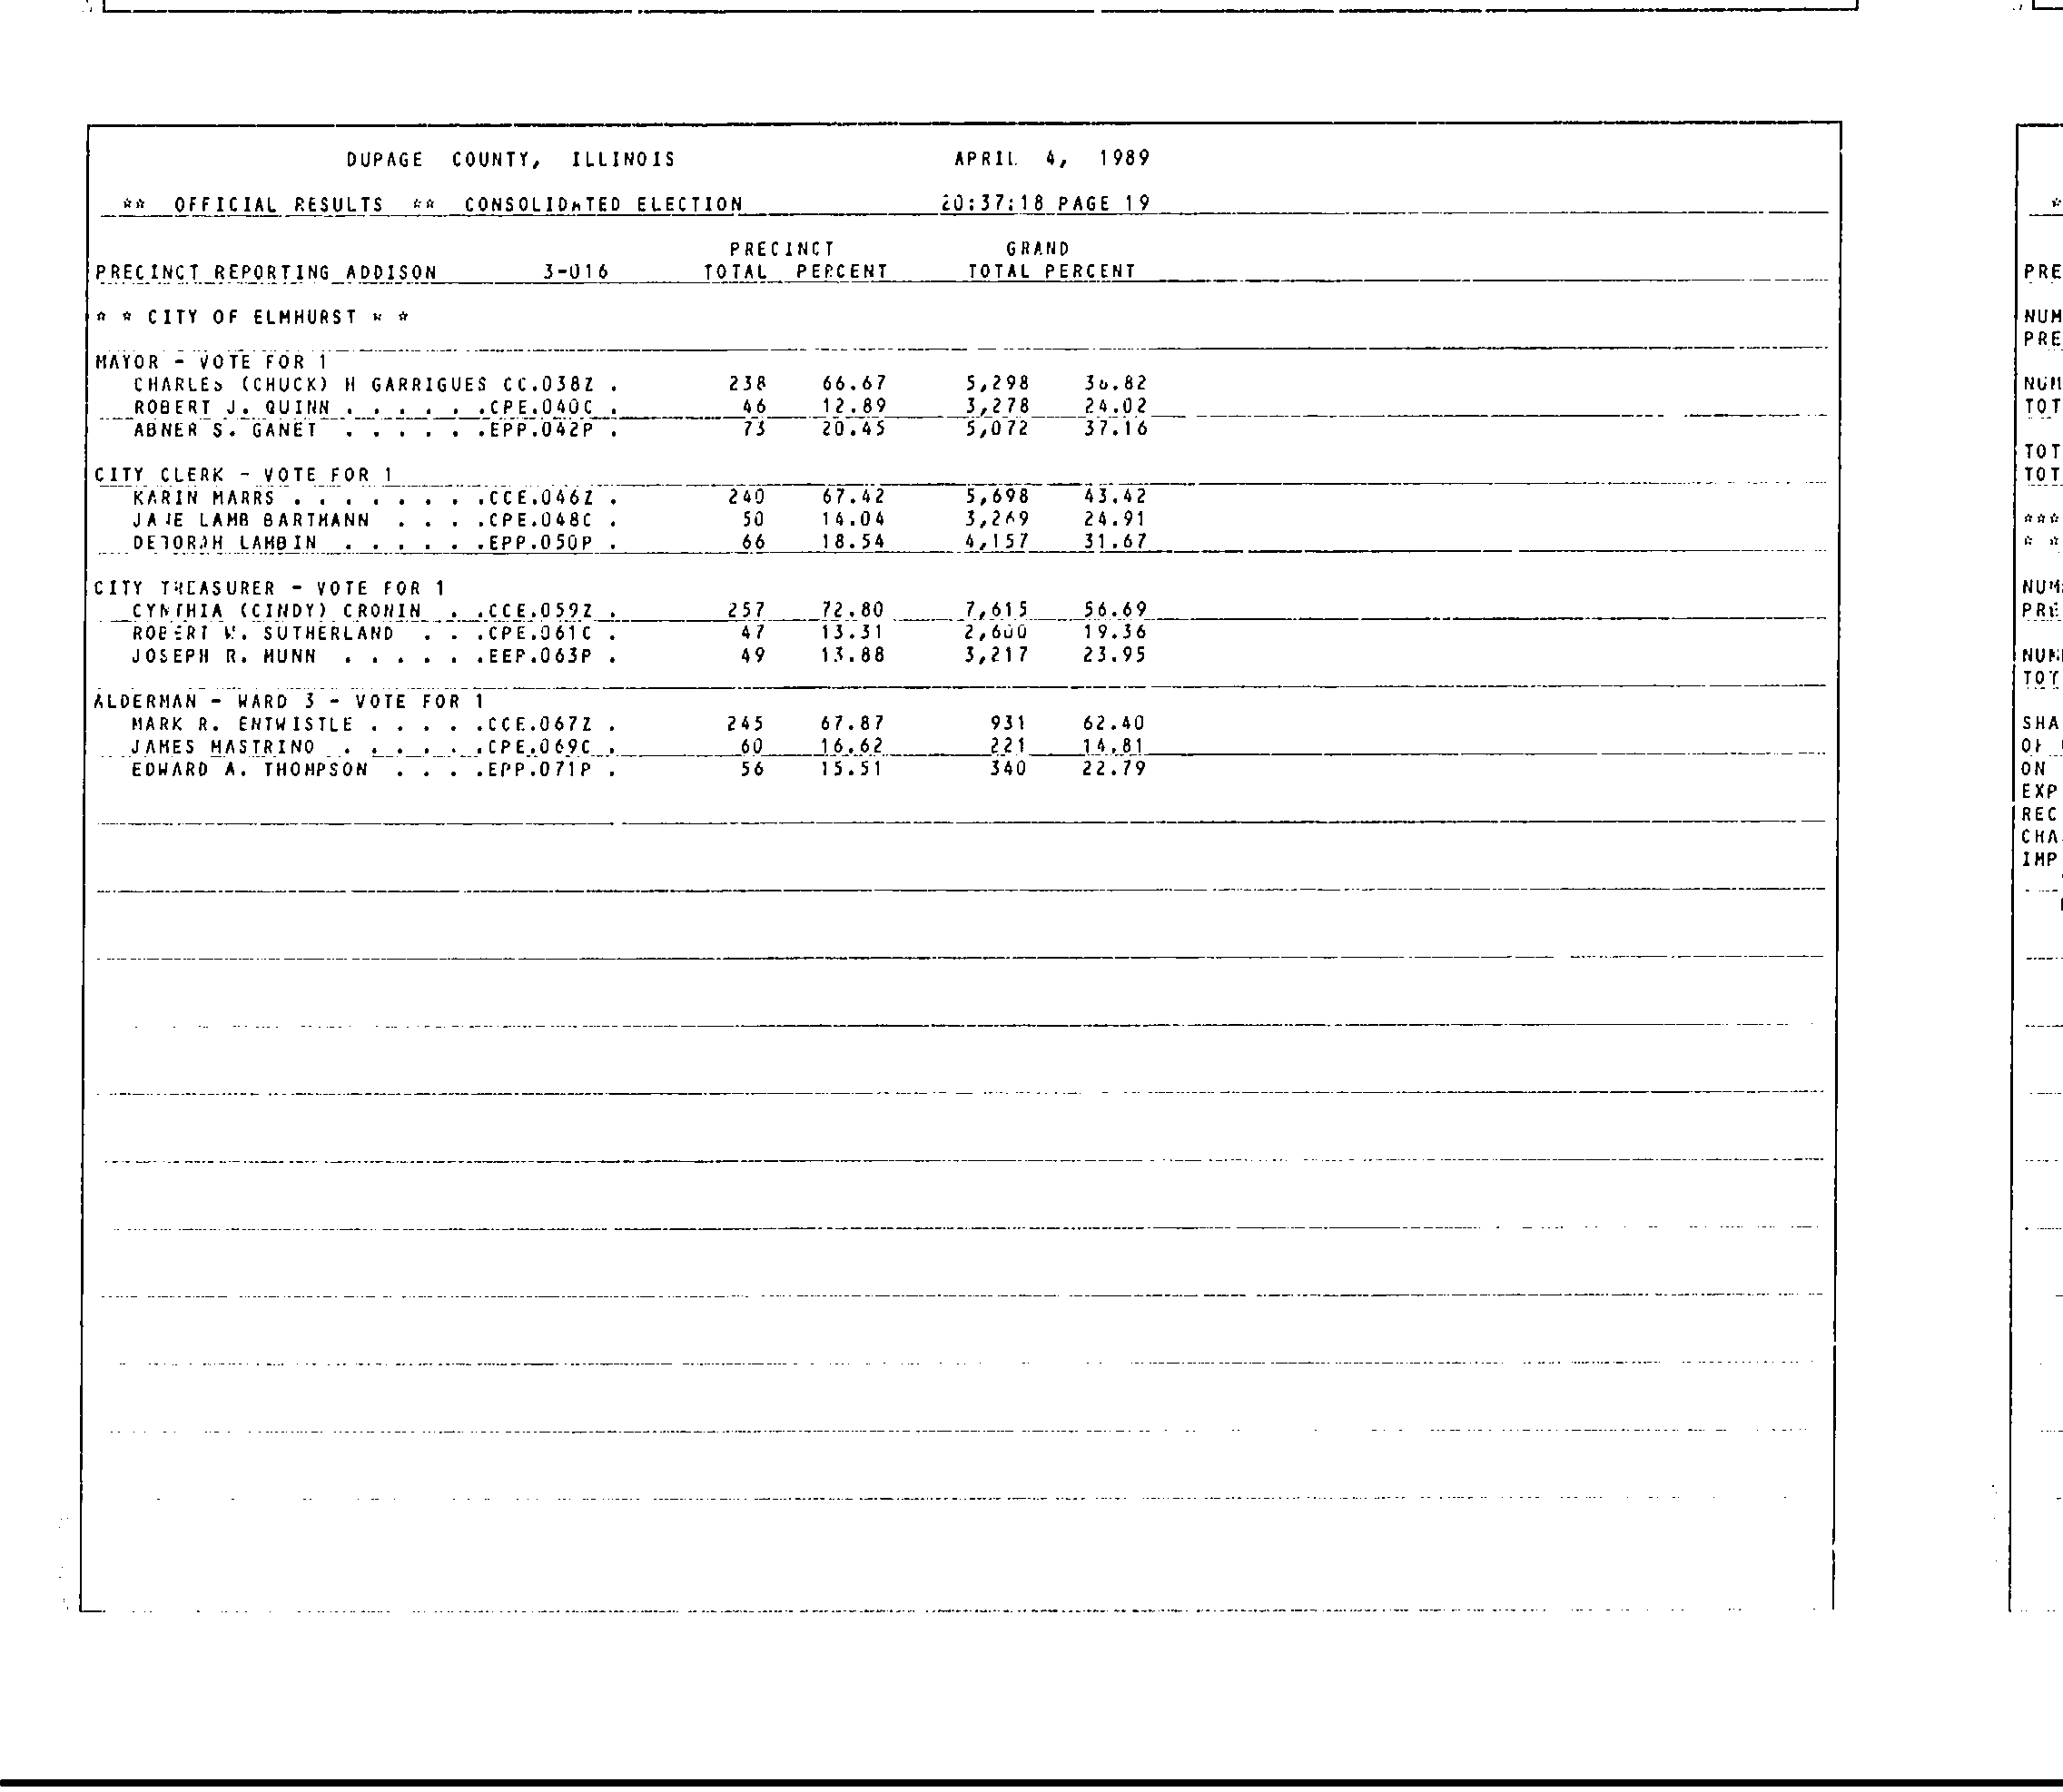 DUPAGE COUNTY, ILLINOIS APRIL 4, 1989
** OFFICIAL RESULTS ** CONSOLIDATED ELECTION 20:37:18 PAGE 19
PRECINCT GRAND
PRECINCT REPORTING ADDISON 3-016 TOTAL PERCENT TOTAL PERCENT
* * CITY OF ELMHURST * *
MAYOR - VOTE FOR 1
CHARLES (CHUCK) H GARRIGUES CC.038Z . 238 66.67 5,298 38.82
ROBERT J. QUINN . . . . . .CPE.040C . 46 12.89 3,278 24.02
ABNER S. GANET . . . . . .EPP.042P . 73 20.45 5,072 37.16
CITY CLERK - VOTE FOR 1
KARIN MARRS . . . . . . . .CCE.046Z . 240 67.42 5,698 43.42
JANE LAMB BARTMANN . . . .CPE.048C . 50 14.04 3,269 24.91
DEBORAH LAMBIN . . . . . .EPP.050P . 66 18.54 4,157 31.67
CITY TREASURER - VOTE FOR 1
CYNTHIA (CINDY) CRONIN . .CCE.059Z . 257 72.80 7,615 56.69
ROBERT W. SUTHERLAND . . .CPE.061C . 47 13.31 2,600 19.36
JOSEPH R. MUNN . . . . . .EEP.063P . 49 13.88 3,217 23.95
ALDERMAN - WARD 3 - VOTE FOR 1
MARK R. ENTWISTLE . . . . .CCE.067Z . 245 67.87 931 62.40
JAMES MASTRINO . . . . . .CPE.069C . 60 16.62 221 14.81
EDWARD A. THOMPSON . . . .EPP.071P . 56 15.51 340 22.79
*
PRE
NUM
PRE
NUM
TOT
TOT
TOT
***
* *
NUM
PRE
NUM
TOT
SHA
OF
ON
EXP
REC
CHA
IMP